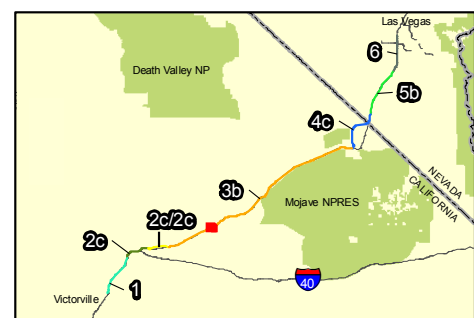 Las Vegas
6
Death Valley NP
5b
4c
NEVADA
CALIFORNIA
3b
Mojave NPRES
2c/2c
2c
40
1
Victorville